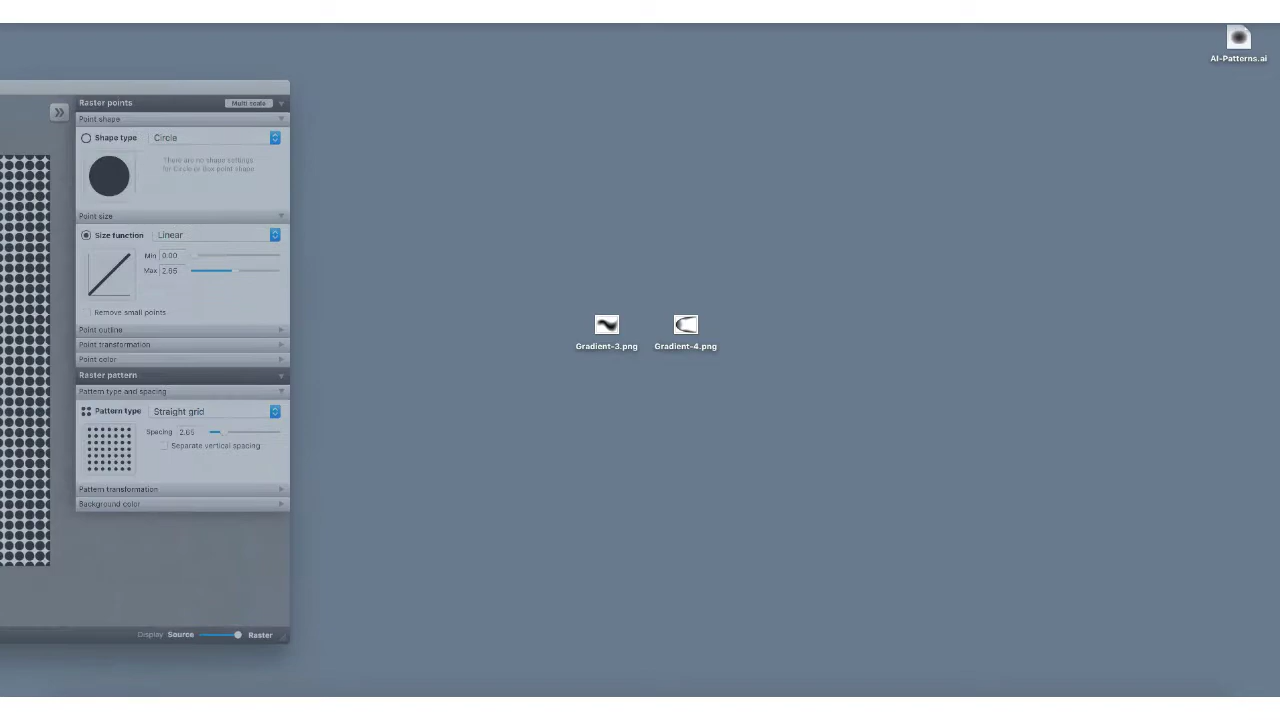 AI-Patterns.ai
Raster points Multi scale
Point shape
Shape type Circle
There are no shape settings
for Circle or Box point shape
Point size
Size function Linear
Min 0.00
Max 2.65
Remove small points
Gradient-3.png Gradient-4.png
Point outline
Point transformation
Point color
Raster pattern
Pattern type and spacing
Pattern type Straight grid
Spacing 2.65
Separate vertical spacing
Pattern transformation
Background color
Display Source Raster